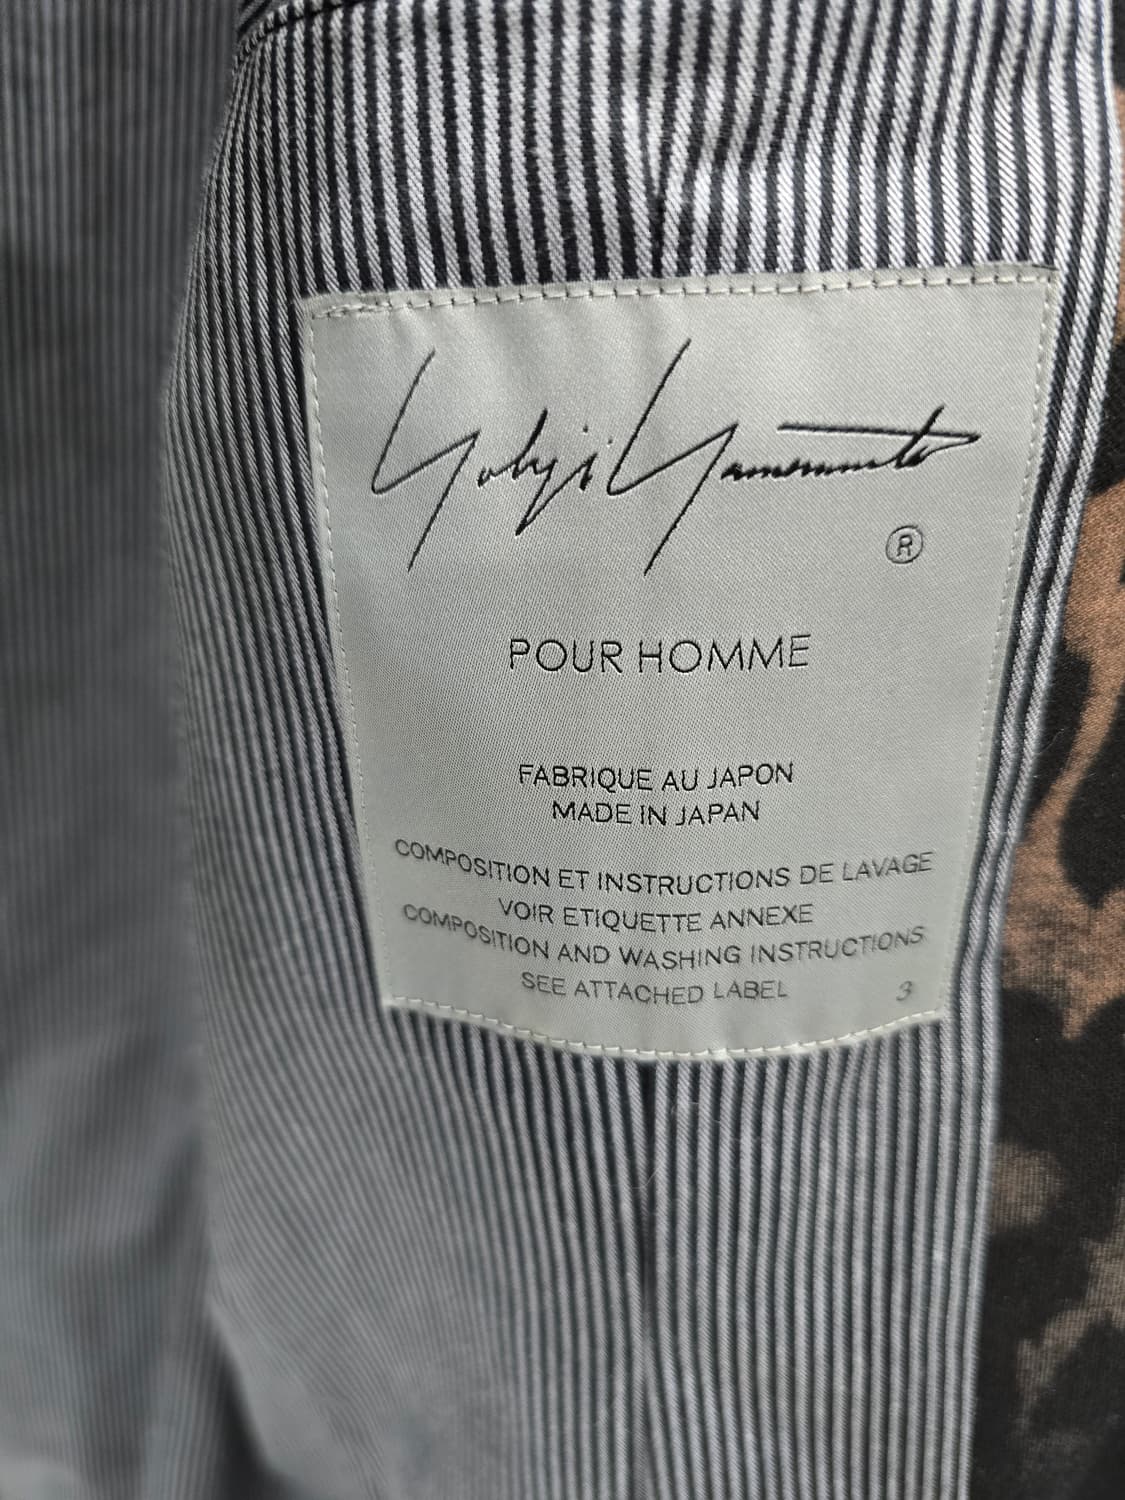 Yohji Yamamoto
®
POUR HOMME
FABRIQUE AU JAPON
MADE IN JAPAN
COMPOSITION ET INSTRUCTIONS DE LAVAGE
VOIR ETIQUETTE ANNEXE
COMPOSITION AND WASHING INSTRUCTIONS
SEE ATTACHED LABEL 3